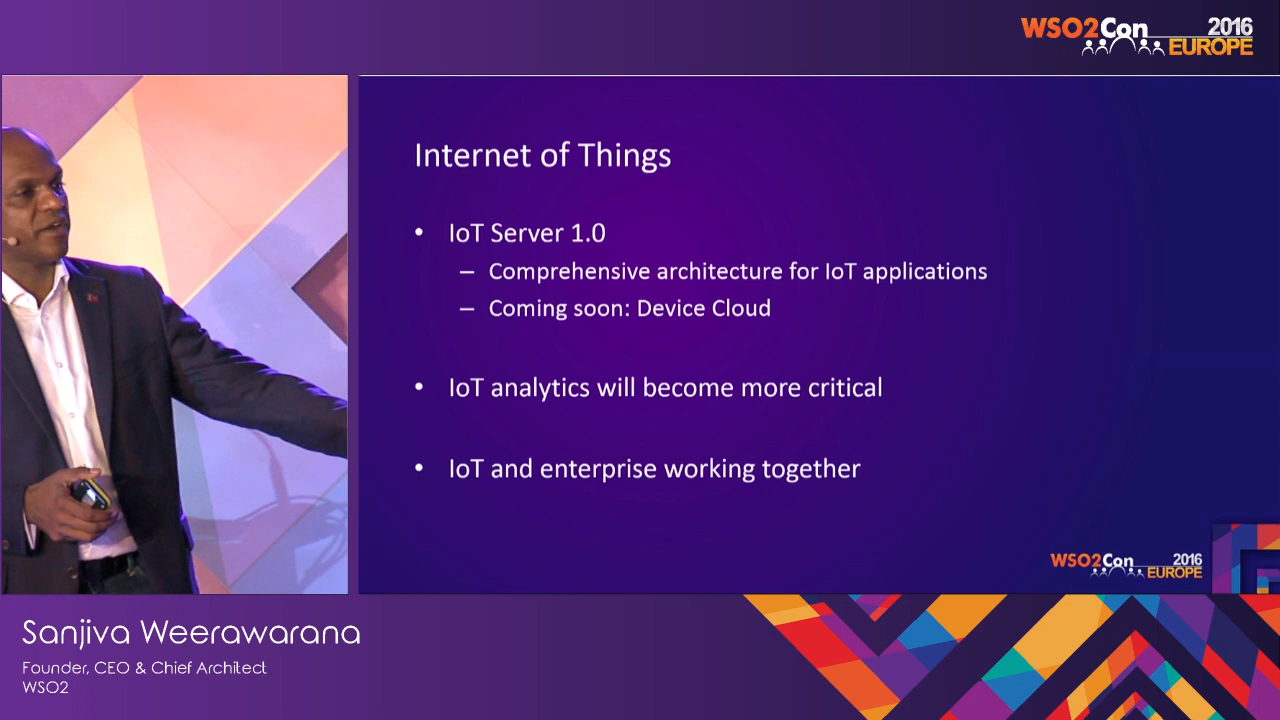 WSO2Con 2016
EUROPE
Internet of Things
• IoT Server 1.0
– Comprehensive architecture for IoT applications
– Coming soon: Device Cloud
• IoT analytics will become more critical
• IoT and enterprise working together
WSO2Con 2016
EUROPE
Sanjiva Weerawarana
Founder, CEO & Chief Architect
WSO2